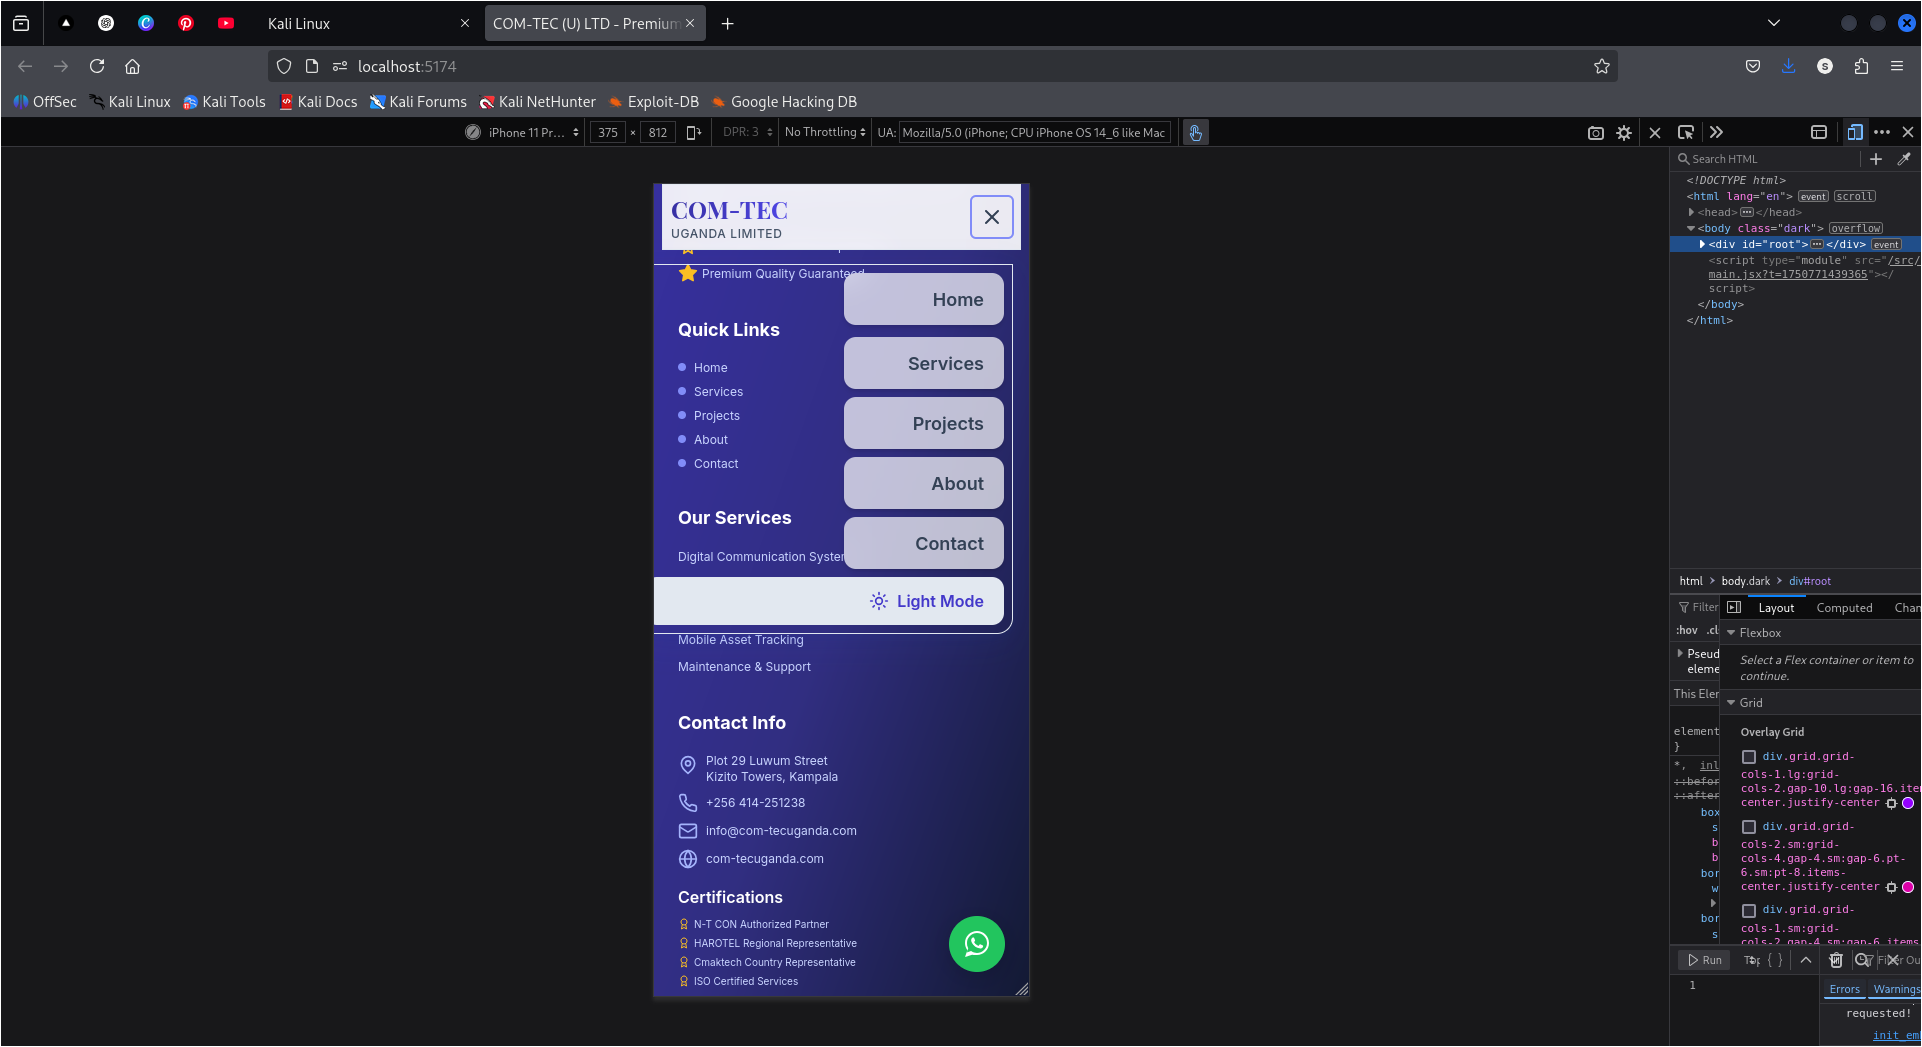 Kali Linux
COM-TEC (U) LTD - Premium
localhost:5174
OffSec
Kali Linux
Kali Tools
Kali Docs
Kali Forums
Kali NetHunter
Exploit-DB
Google Hacking DB
iPhone 11 Pr...
375 × 812
DPR: 3
No Throttling
UA: Mozilla/5.0 (iPhone; CPU iPhone OS 14_6 like Mac
COM-TEC
UGANDA LIMITED
Premium Quality Guaranteed
Quick Links
Home
Services
Projects
About
Contact
Our Services
Digital Communication Syster
Mobile Asset Tracking
Maintenance & Support
Home
Services
Projects
About
Contact
Light Mode
Contact Info
Plot 29 Luwum Street
Kizito Towers, Kampala
+256 414-251238
info@com-tecuganda.com
com-tecuganda.com
Certifications
N-T CON Authorized Partner
HAROTEL Regional Representative
Cmaktech Country Representative
ISO Certified Services
Search HTML
<!DOCTYPE html>
<html lang="en"> event scroll
<head> ••• </head>
<body class="dark"> overflow
<div id="root"> ••• </div> event
<script type="module" src="/src/
main.jsx?t=1750771439365"></
script>
</body>
</html>
html > body.dark > div#root
Filter
:hov .cl
Pseud
eleme
This Eler
element
}
*, inl
::befor
::after
box
s
b
b
bor
w
bor
s
Layout
Computed
Chan
Flexbox
Select a Flex container or item to
continue.
Grid
Overlay Grid
div.grid.grid-
cols-1.lg:grid-
cols-2.gap-10.lg:gap-16.ite
center.justify-center
div.grid.grid-
cols-2.sm:grid-
cols-4.gap-4.sm:gap-6.pt-
6.sm:pt-8.items-
center.justify-center
div.grid.grid-
cols-1.sm:grid-
cols-2.gap-4.sm:gap-6.items
Run
{ }
Filter Ou
1
Errors
Warnings
requested!
init_em